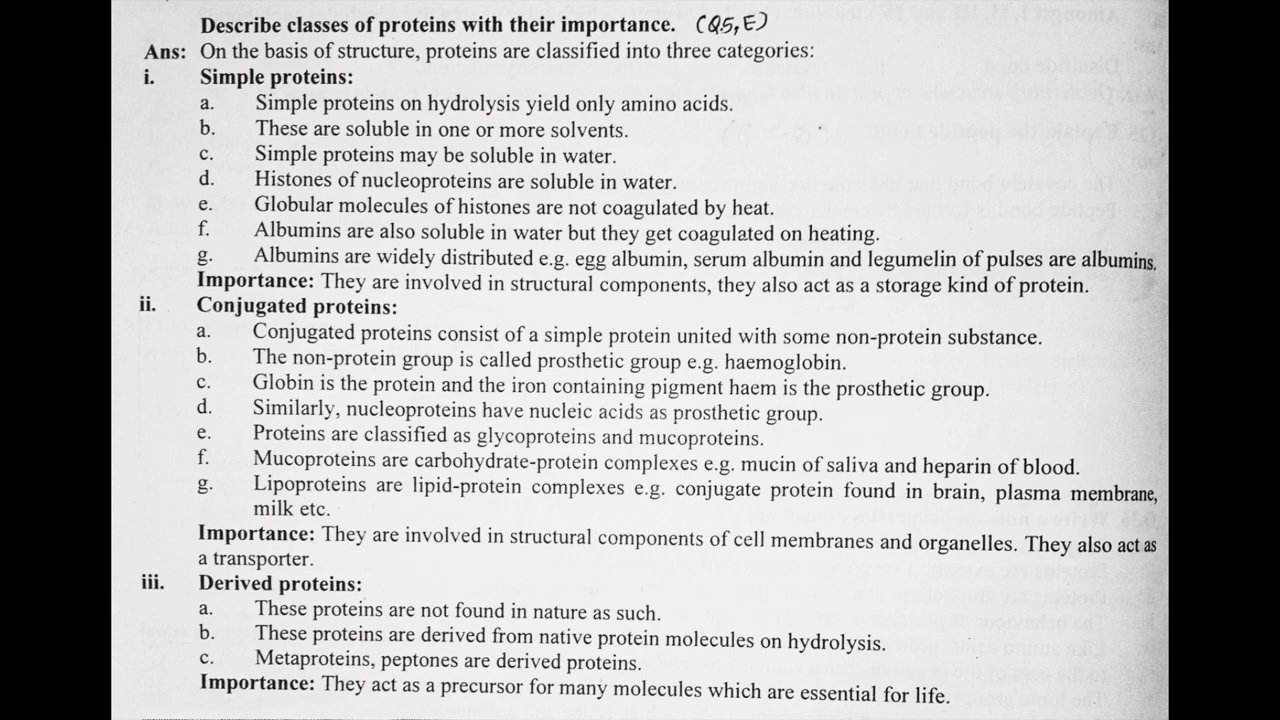 Describe classes of proteins with their importance. (Q5,E)
Ans: On the basis of structure, proteins are classified into three categories:
i. Simple proteins:
a. Simple proteins on hydrolysis yield only amino acids.
b. These are soluble in one or more solvents.
c. Simple proteins may be soluble in water.
d. Histones of nucleoproteins are soluble in water.
e. Globular molecules of histones are not coagulated by heat.
f. Albumins are also soluble in water but they get coagulated on heating.
g. Albumins are widely distributed e.g. egg albumin, serum albumin and legumelin of pulses are albumins.
Importance: They are involved in structural components, they also act as a storage kind of protein.
ii. Conjugated proteins:
a. Conjugated proteins consist of a simple protein united with some non-protein substance.
b. The non-protein group is called prosthetic group e.g. haemoglobin.
c. Globin is the protein and the iron containing pigment haem is the prosthetic group.
d. Similarly, nucleoproteins have nucleic acids as prosthetic group.
e. Proteins are classified as glycoproteins and mucoproteins.
f. Mucoproteins are carbohydrate-protein complexes e.g. mucin of saliva and heparin of blood.
g. Lipoproteins are lipid-protein complexes e.g. conjugate protein found in brain, plasma membrane,
milk etc.
Importance: They are involved in structural components of cell membranes and organelles. They also act as
a transporter.
iii. Derived proteins:
a. These proteins are not found in nature as such.
b. These proteins are derived from native protein molecules on hydrolysis.
c. Metaproteins, peptones are derived proteins.
Importance: They act as a precursor for many molecules which are essential for life.